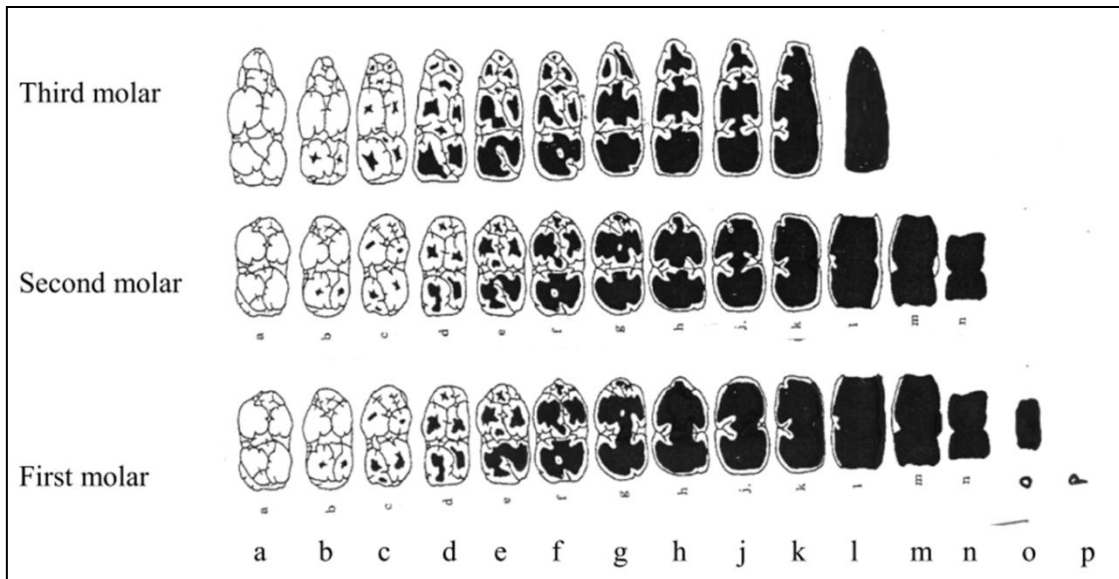 Third molar
Second molar
a b c d e f g h j. k l m n
First molar
a b c d e f g h j. k l m n o p
a b c d e f g h j k l m n o p